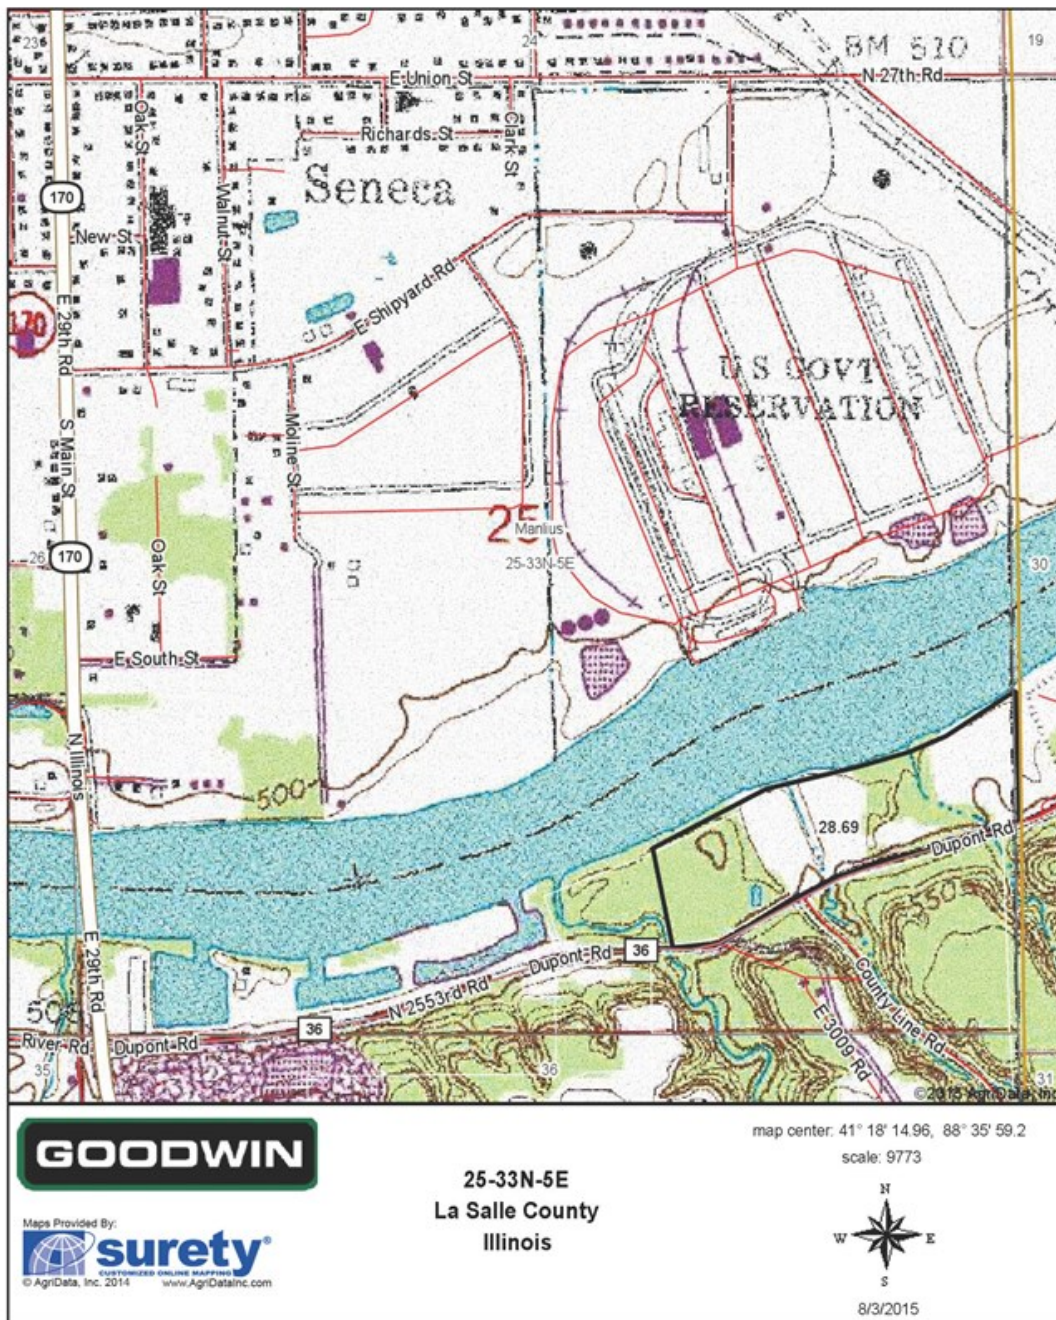 23
24
19
BM 510
E Union St
N 27th Rd
Oak St
Richards St
Clark St
170
Walnut St
Seneca
New St
E Shipyard Rd
170
E 29th Rd
U S GOVT
RESERVATION
S Main St
Moline St
25
Manlius
25-33N-5E
26
170
Oak St
30
E South St
N Illinois
500
28.69
Dupont Rd
550
E 29th Rd
36
Dupont Rd
N 2553rd Rd
County Line Rd
E 3009 Rd
36
River Rd
Dupont Rd
35
36
31
©2015 AgriData, Inc
GOODWIN
25-33N-5E
La Salle County
Illinois
map center: 41° 18' 14.96, 88° 35' 59.2
scale: 9773
N
W
E
S
8/3/2015
Maps Provided By:
surety®
CUSTOMIZED ONLINE MAPPING
© AgriData, Inc. 2014
www.AgriDataInc.com